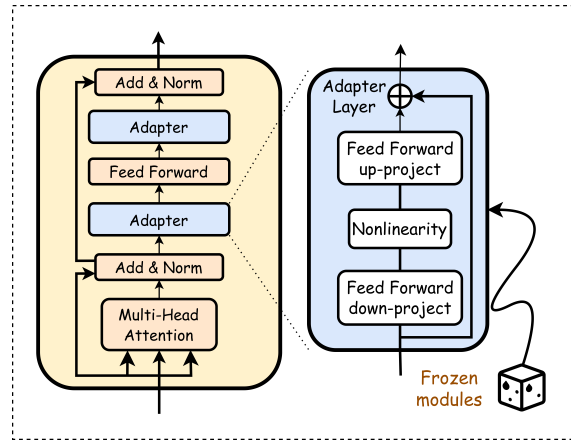 Add & Norm
Adapter
Feed Forward
Adapter
Add & Norm
Multi-Head
Attention
Adapter
Layer
Feed Forward
up-project
Nonlinearity
Feed Forward
down-project
Frozen
modules